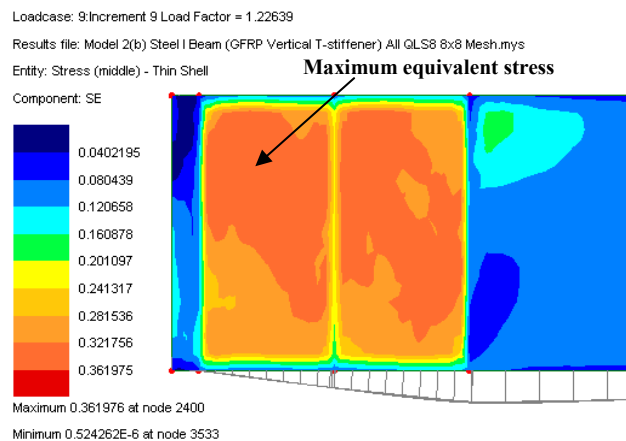 Loadcase: 9:Increment 9 Load Factor = 1.22639
Results file: Model 2(b) Steel I Beam (GFRP Vertical T-stiffener) All QLS8 8x8 Mesh.mys
Entity: Stress (middle) - Thin Shell
Maximum equivalent stress
Component: SE
0.0402195
0.080439
0.120658
0.160878
0.201097
0.241317
0.281536
0.321756
0.361975
Maximum 0.361976 at node 2400
Minimum 0.524262E-6 at node 3533